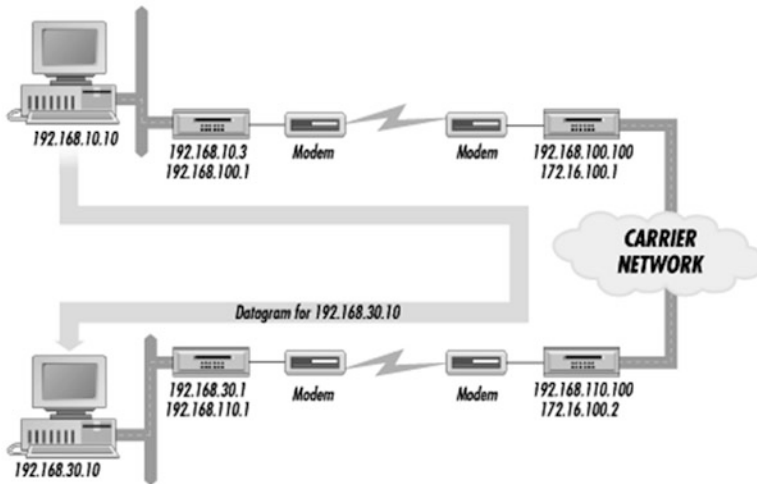 192.168.10.10
192.168.10.3
192.168.100.1
Modem
Modem
192.168.100.100
172.16.100.1
CARRIER
NETWORK
Datagram for 192.168.30.10
192.168.30.1
192.168.110.1
Modem
Modem
192.168.110.100
172.16.100.2
192.168.30.10